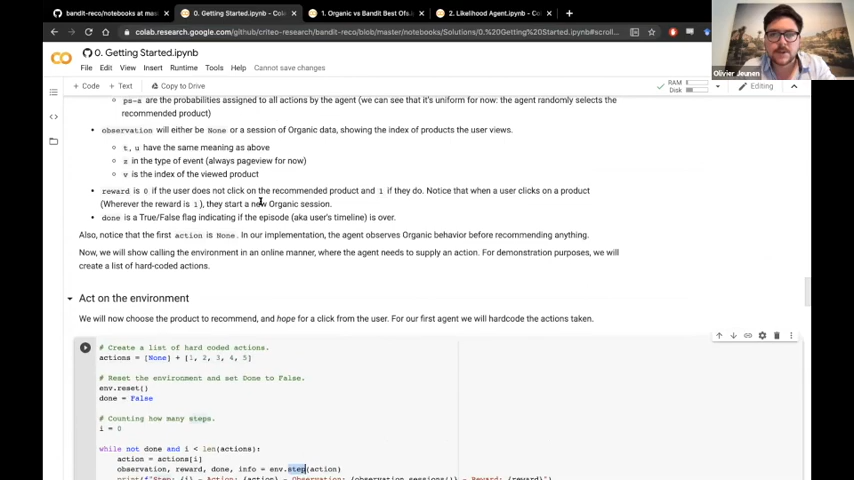 bandit-reco/notebooks at mas
0. Getting Started.ipynb - Cola
1. Organic vs Bandit Best Ofs.i
2. Likelihood Agent.ipynb - Co
colab.research.google.com/github/criteo-research/bandit-reco/blob/master/notebooks/Solutions/0.%20Getting%20Started.ipynb#scroll...
0. Getting Started.ipynb
File Edit View Insert Runtime Tools Help Cannot save changes
+ Code + Text Copy to Drive
RAM
Disk
Editing
Olivier Jeunen
ps-a are the probabilities assigned to all actions by the agent (we can see that it's uniform for now: the agent randomly selects the
recommended product)
• observation will either be None or a session of Organic data, showing the index of products the user views.
t, u have the same meaning as above
z in the type of event (always pageview for now)
v is the index of the viewed product
• reward is 0 if the user does not click on the recommended product and 1 if they do. Notice that when a user clicks on a product
(Wherever the reward is 1), they start a new Organic session.
• done is a True/False flag indicating if the episode (aka user's timeline) is over.
Also, notice that the first action is None. In our implementation, the agent observes Organic behavior before recommending anything.
Now, we will show calling the environment in an online manner, where the agent needs to supply an action. For demonstration purposes, we will
create a list of hard-coded actions.
Act on the environment
We will now choose the product to recommend, and hope for a click from the user. For our first agent we will hardcode the actions taken.
# Create a list of hard coded actions.
actions = [None] + [1, 2, 3, 4, 5]
# Reset the environment and set Done to False.
env.reset()
done = False
# Counting how many steps.
i = 0
while not done and i < len(actions):
action = actions[i]
observation, reward, done, info = env.step(action)
print(f"Step: {i} - Action: {action} - Observation: {observation.sessions()} - Reward: {reward}")